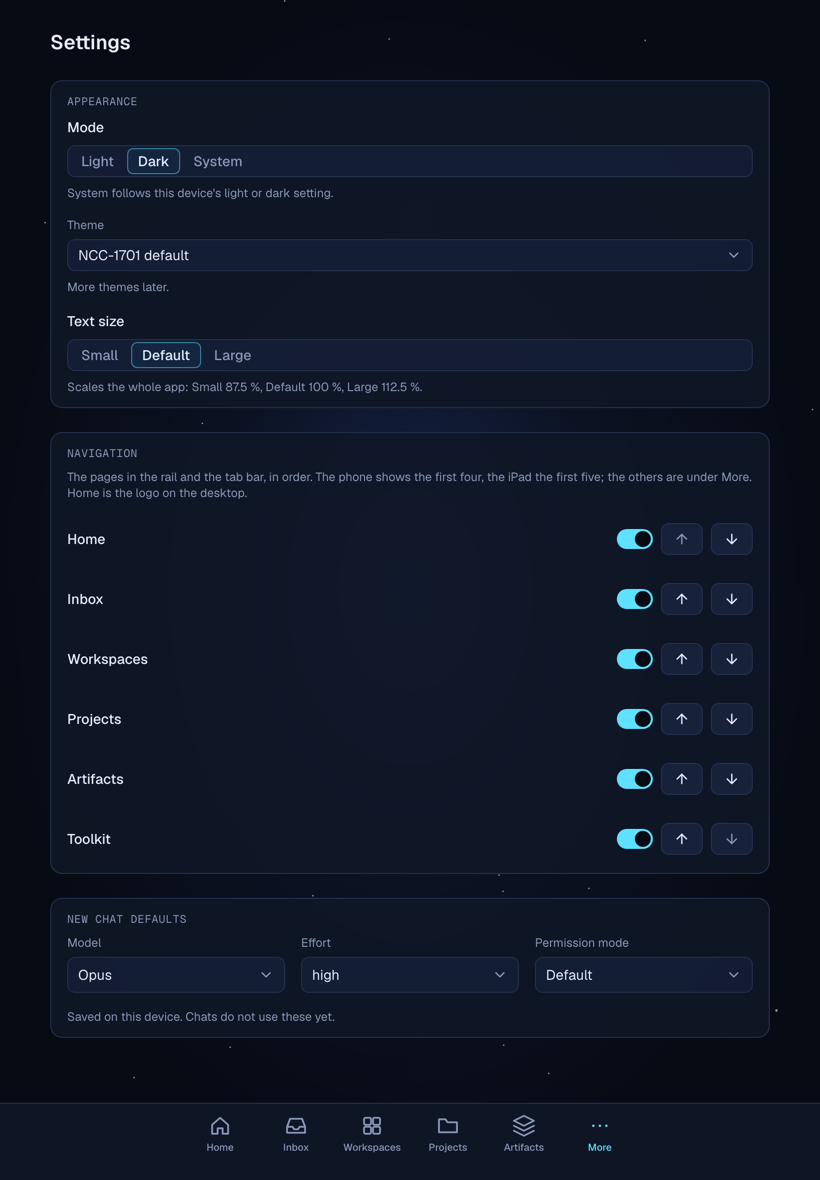 Settings
APPEARANCE
Mode
Light Dark System
System follows this device's light or dark setting.
Theme
NCC-1701 default
More themes later.
Text size
Small Default Large
Scales the whole app: Small 87.5 %, Default 100 %, Large 112.5 %.
NAVIGATION
The pages in the rail and the tab bar, in order. The phone shows the first four, the iPad the first five; the others are under More.
Home is the logo on the desktop.
Home
Inbox
Workspaces
Projects
Artifacts
Toolkit
NEW CHAT DEFAULTS
Model Effort Permission mode
Opus high Default
Saved on this device. Chats do not use these yet.
Home Inbox Workspaces Projects Artifacts More